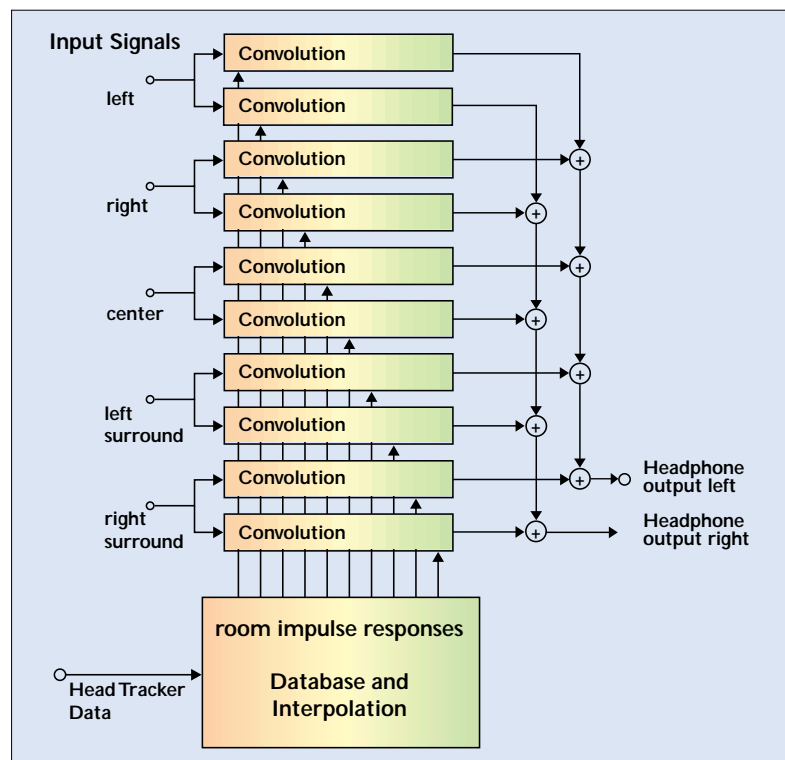 Input Signals
Convolution
left
Convolution
Convolution
+
right
Convolution
+
Convolution
+
center
Convolution
+
Convolution
+
left
surround
Convolution
+
Convolution
+
Headphone
output left
right
surround
Convolution
+
Headphone
output right
room impulse responses
Database and
Interpolation
Head Tracker
Data